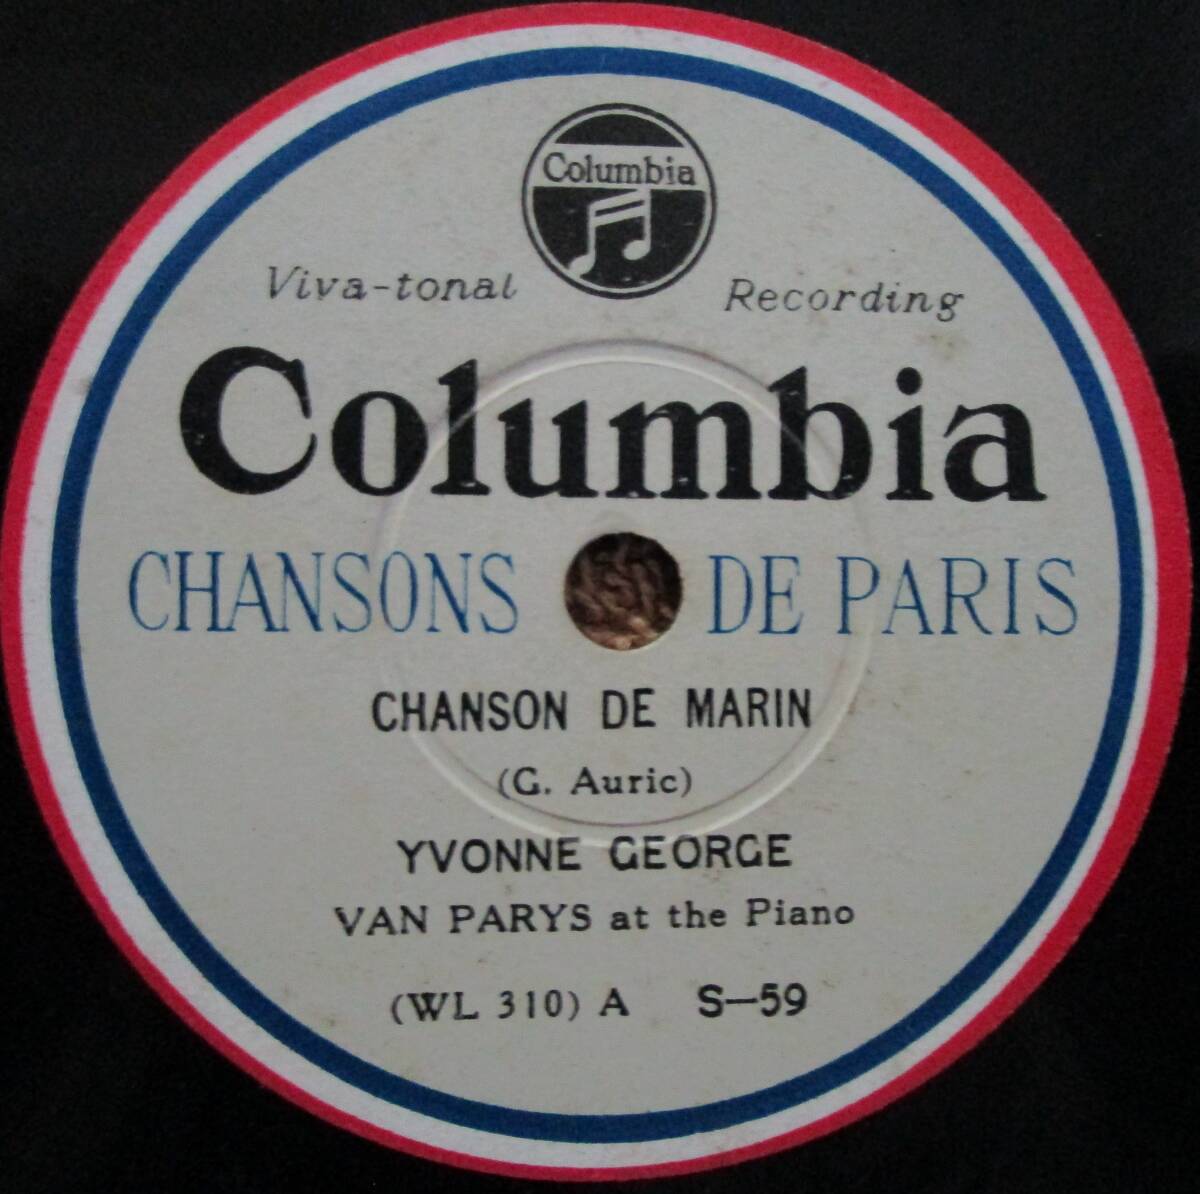 Columbia
Viva-tonal Recording
Columbia
CHANSONS DE PARIS
CHANSON DE MARIN
(G. Auric)
YVONNE GEORGE
VAN PARYS at the Piano
(WL 310) A S-59